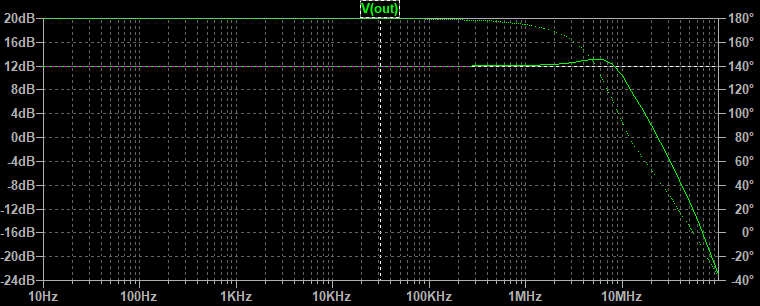 V(out)
20dB 180°
16dB 160°
12dB 140°
8dB 120°
4dB 100°
0dB 80°
-4dB 60°
-8dB 40°
-12dB 20°
-16dB 0°
-20dB -20°
-24dB -40°
10Hz 100Hz 1KHz 10KHz 100KHz 1MHz 10MHz